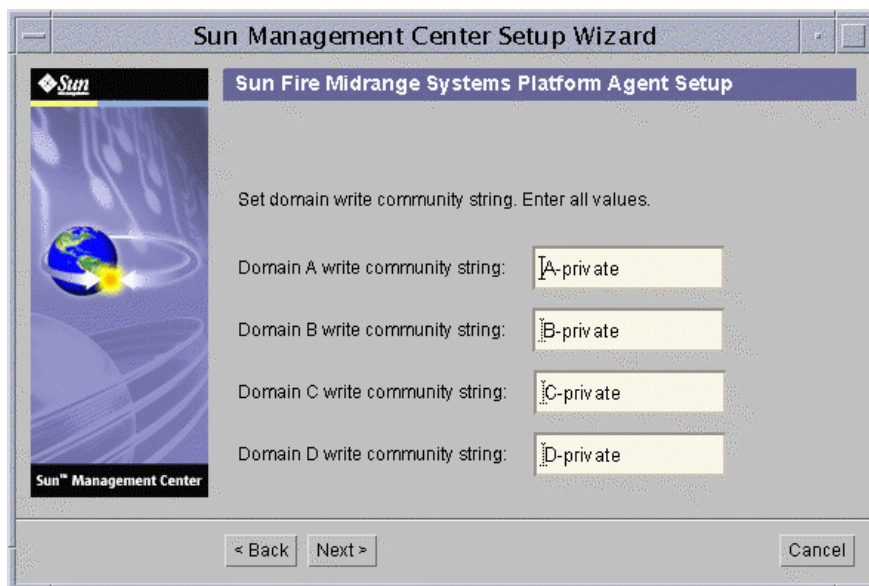 Sun Management Center Setup Wizard
Sun
Sun Fire Midrange Systems Platform Agent Setup
Set domain write community string. Enter all values.
Domain A write community string: A-private
Domain B write community string: B-private
Domain C write community string: C-private
Domain D write community string: D-private
Sun™ Management Center
< Back Next > Cancel